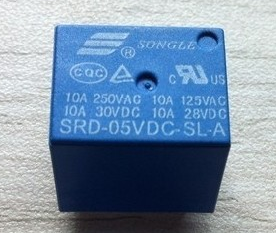 SONGLE
®
CQC c US
10A 250VAC 10A 125VAC
10A 30VDC 10A 28VDC
SRD-05VDC-SL-A